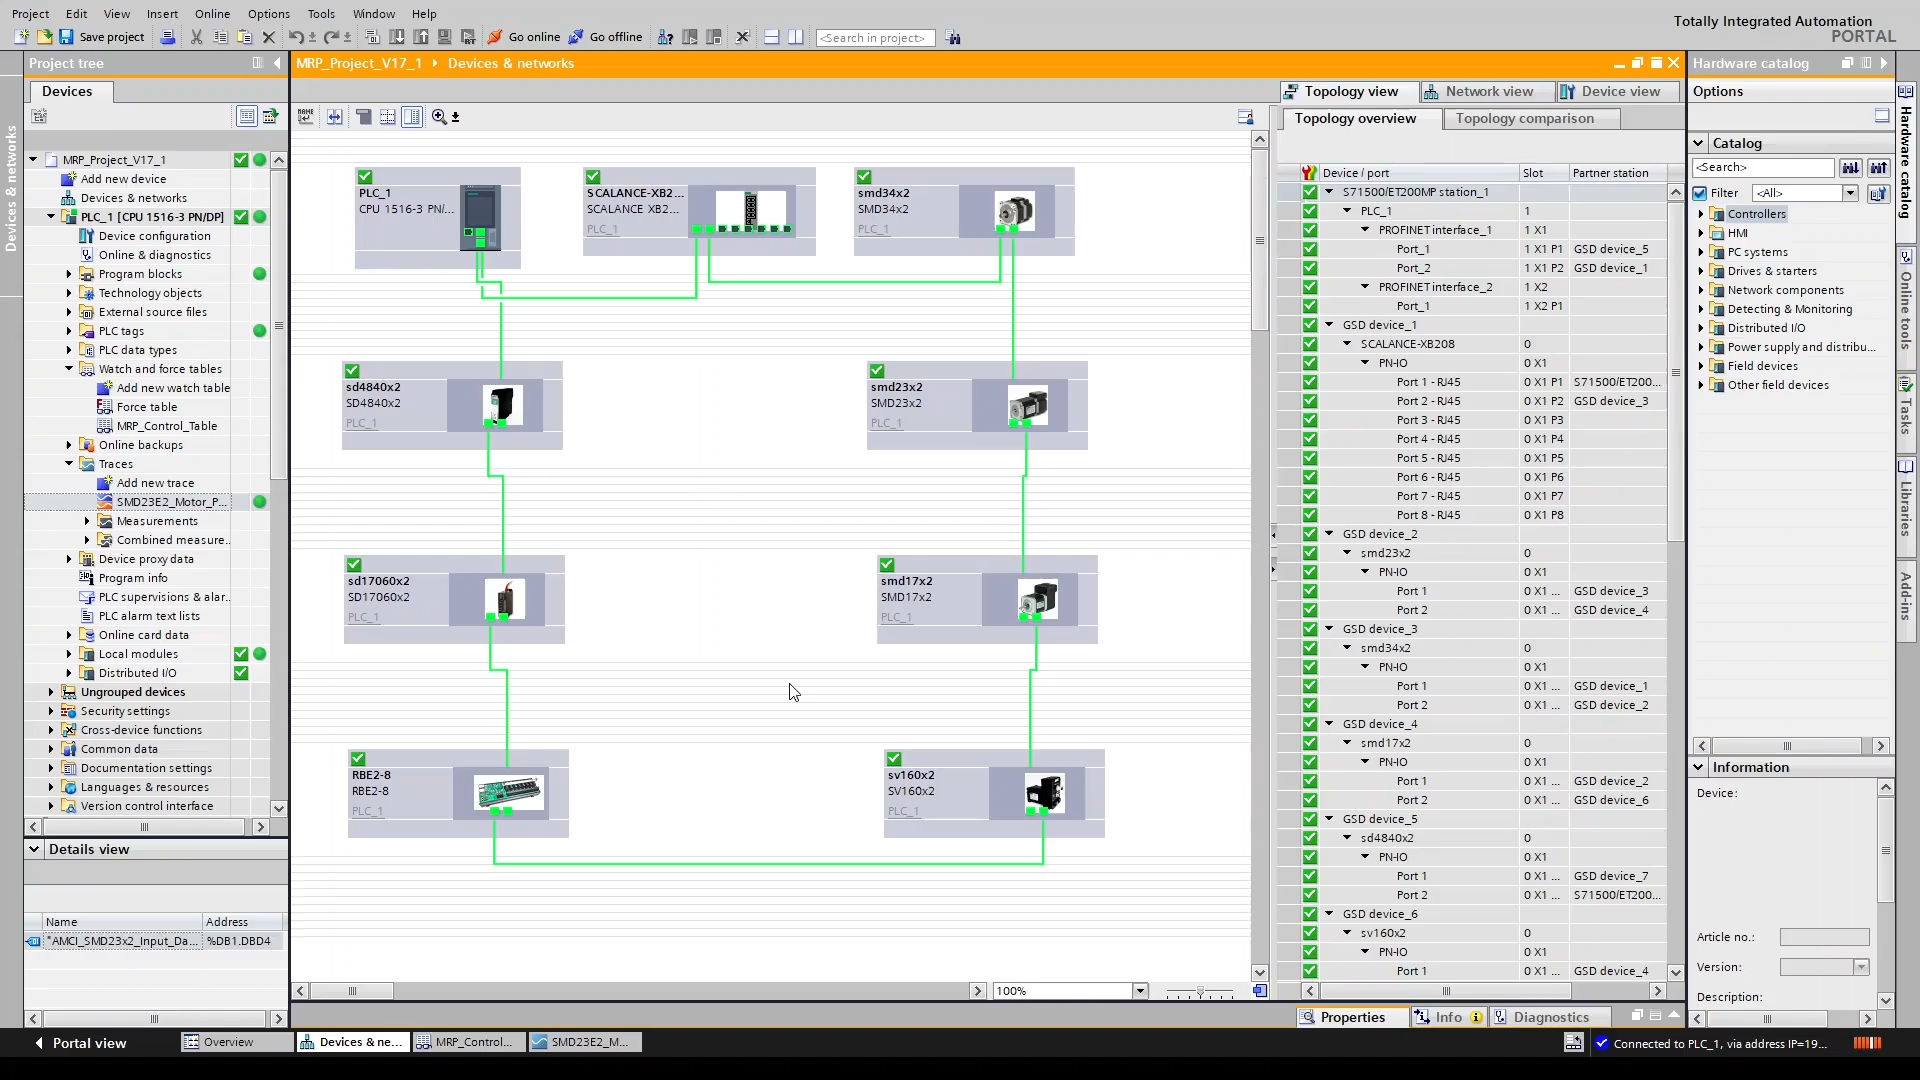 Project Edit View Insert Online Options Tools Window Help
Totally Integrated Automation
PORTAL
Save project
Go online
Go offline
<Search in project>
Project tree
MRP_Project_V17_1 Devices & networks
Hardware catalog
Devices
Devices & networks
MRP_Project_V17_1
Add new device
Devices & networks
PLC_1 [CPU 1516-3 PN/DP]
Device configuration
Online & diagnostics
Program blocks
Technology objects
External source files
PLC tags
PLC data types
Watch and force tables
Add new watch table
Force table
MRP_Control_Table
Online backups
Traces
Add new trace
SMD23E2_Motor_P...
Measurements
Combined measure..
Device proxy data
Program info
PLC supervisions & alar..
PLC alarm text lists
Online card data
Local modules
Distributed I/O
Ungrouped devices
Security settings
Cross-device functions
Common data
Documentation settings
Languages & resources
Version control interface
Details view
Name Address
"AMCI_SMD23x2_Input_Da... %DB1.DBD4
PLC_1
CPU 1516-3 PN/...
SCALANCE-XB2...
SCALANCE XB2...
PLC_1
smd34x2
SMD34x2
PLC_1
sd4840x2
SD4840x2
PLC_1
smd23x2
SMD23x2
PLC_1
sd17060x2
SD17060x2
PLC_1
smd17x2
SMD17x2
PLC_1
RBE2-8
RBE2-8
PLC_1
sv160x2
SV160x2
PLC_1
100%
Topology view Network view Device view
Topology overview Topology comparison
Device / port Slot Partner station
S71500/ET200MP station_1
PLC_1 1
PROFINET interface_1 1 X1
Port_1 1 X1 P1 GSD device_5
Port_2 1 X1 P2 GSD device_1
PROFINET interface_2 1 X2
Port_1 1 X2 P1
GSD device_1
SCALANCE-XB208 0
PN-IO 0 X1
Port 1 - RJ45 0 X1 P1 S71500/ET200...
Port 2 - RJ45 0 X1 P2 GSD device_3
Port 3 - RJ45 0 X1 P3
Port 4 - RJ45 0 X1 P4
Port 5 - RJ45 0 X1 P5
Port 6 - RJ45 0 X1 P6
Port 7 - RJ45 0 X1 P7
Port 8 - RJ45 0 X1 P8
GSD device_2
smd23x2 0
PN-IO 0 X1
Port 1 0 X1 ... GSD device_3
Port 2 0 X1 ... GSD device_4
GSD device_3
smd34x2 0
PN-IO 0 X1
Port 1 0 X1 ... GSD device_1
Port 2 0 X1 ... GSD device_2
GSD device_4
smd17x2 0
PN-IO 0 X1
Port 1 0 X1 ... GSD device_2
Port 2 0 X1 ... GSD device_6
GSD device_5
sd4840x2 0
PN-IO 0 X1
Port 1 0 X1 ... GSD device_7
Port 2 0 X1 ... S71500/ET200...
GSD device_6
sv160x2 0
PN-IO 0 X1
Port 1 0 X1 ... GSD device_4
Properties Info Diagnostics
Options
Catalog
<Search>
Filter <All>
Controllers
HMI
PC systems
Drives & starters
Network components
Detecting & Monitoring
Distributed I/O
Power supply and distribu...
Field devices
Other field devices
Information
Device:
Article no.:
Version:
Description:
Hardware catalog
Online tools
Tasks
Libraries
Add-ins
Portal view
Overview
Devices & ne...
MRP_Control...
SMD23E2_M...
Connected to PLC_1, via address IP=19...